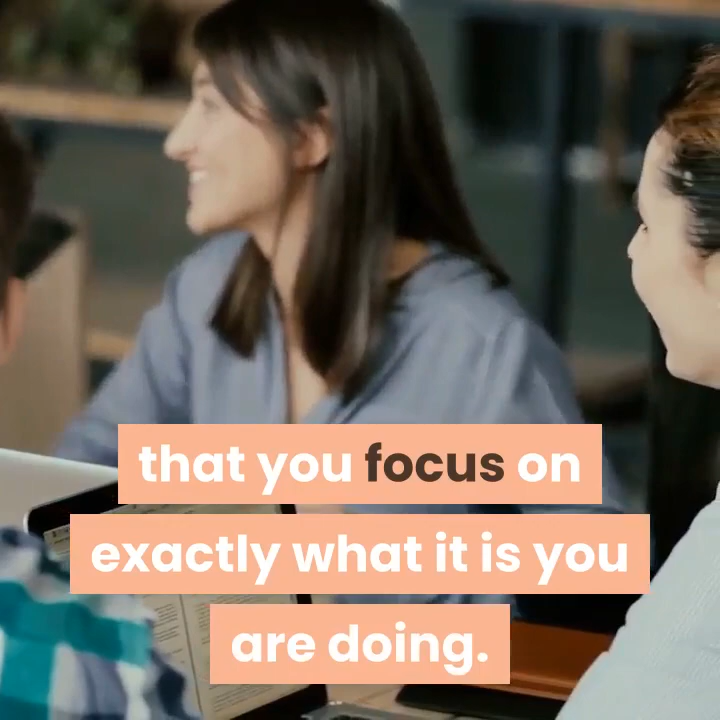 that you focus on
exactly what it is you
are doing.